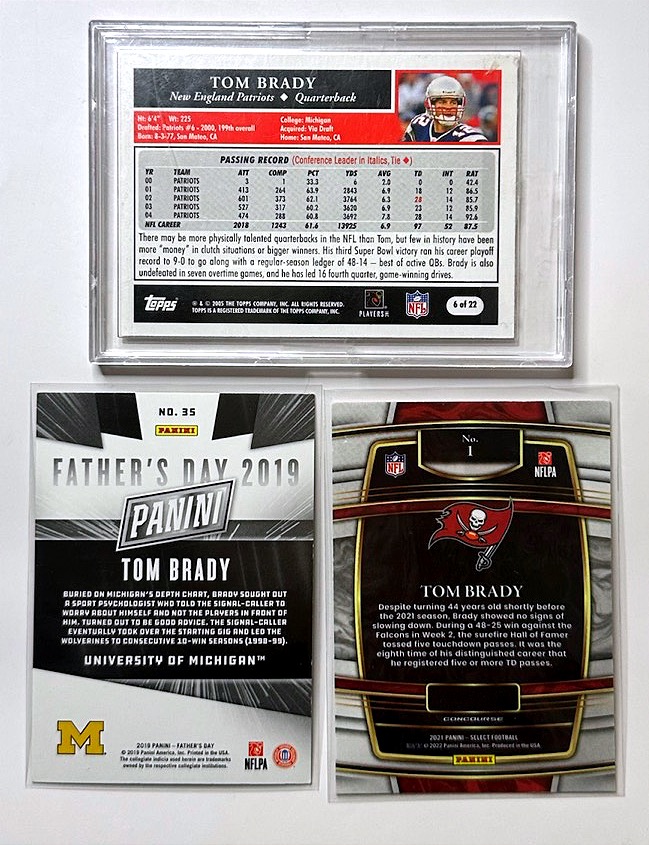 TOM BRADY
New England Patriots ◆ Quarterback
Ht: 6'4" Wt: 225
Drafted: Patriots #6 - 2000, 199th overall
Born: 8-3-77, San Mateo, CA
College: Michigan
Acquired: Via Draft
Home: San Mateo, CA
PASSING RECORD (Conference Leader in Italics, Tie ◆)
YR TEAM ATT COMP PCT YDS AVG TD INT RAT
00 PATRIOTS 3 1 33.3 6 2.0 0 0 42.4
01 PATRIOTS 413 264 63.9 2843 6.9 18 12 86.5
02 PATRIOTS 601 373 62.1 3764 6.3 28 14 85.7
03 PATRIOTS 527 317 60.2 3620 6.9 23 12 85.9
04 PATRIOTS 474 288 60.8 3692 7.8 28 14 92.6
NFL CAREER 2018 1243 61.6 13925 6.9 97 52 87.5
There may be more physically talented quarterbacks in the NFL than Tom, but few in history have been
more "money" in clutch situations or bigger winners. His third Super Bowl victory ran his career playoff
record to 9-0 to go along with a regular-season ledger of 48-14 – best of active QBs. Brady is also
undefeated in seven overtime games, and he has led 16 fourth quarter, game-winning drives.
Topps
® & © 2005 THE TOPPS COMPANY, INC. ALL RIGHTS RESERVED.
TOPPS IS A REGISTERED TRADEMARK OF THE TOPPS COMPANY, INC.
PLAYERS
NFL
6 of 22
NO. 35
PANINI
FATHER'S DAY 2019
PANINI
TOM BRADY
BURIED ON MICHIGAN'S DEPTH CHART, BRADY SOUGHT OUT
A SPORT PSYCHOLOGIST WHO TOLD THE SIGNAL-CALLER TO
WORRY ABOUT HIMSELF AND NOT THE PLAYERS IN FRONT OF
HIM. TURNED OUT TO BE GOOD ADVICE. THE SIGNAL-CALLER
EVENTUALLY TOOK OVER THE STARTING GIG AND LED THE
WOLVERINES TO CONSECUTIVE 10-WIN SEASONS (1998-99).
UNIVERSITY OF MICHIGAN™
M
2019 PANINI – FATHER'S DAY
© 2019 Panini America, Inc. Printed in the USA.
The collegiate indicia used herein are trademarks
owned by the respective collegiate institutions.
NFLPA
No.
1
NFL
NFLPA
TOM BRADY
Despite turning 44 years old shortly before
the 2021 season, Brady showed no signs of
slowing down. During a 48-25 win against the
Falcons in Week 2, the surefire Hall of Famer
tossed five touchdown passes. It was the
eighth time of his distinguished career that
he registered five or more TD passes.
CONCOURSE
2021 PANINI – SELECT FOOTBALL
© 2022 Panini America, Inc. Produced in the USA.
PANINI